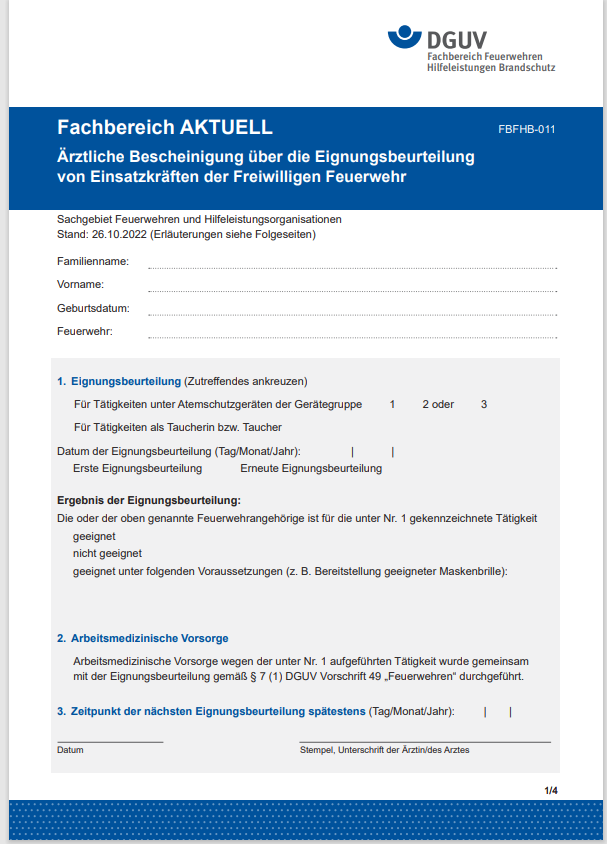 DGUV
Fachbereich Feuerwehren
Hilfeleistungen Brandschutz
Fachbereich AKTUELL
FBFHB-011
Ärztliche Bescheinigung über die Eignungsbeurteilung
von Einsatzkräften der Freiwilligen Feuerwehr
Sachgebiet Feuerwehren und Hilfeleistungsorganisationen
Stand: 26.10.2022 (Erläuterungen siehe Folgeseiten)
Familienname:
Vorname:
Geburtsdatum:
Feuerwehr:
1. Eignungsbeurteilung (Zutreffendes ankreuzen)
Für Tätigkeiten unter Atemschutzgeräten der Gerätegruppe 1 2 oder 3
Für Tätigkeiten als Taucherin bzw. Taucher
Datum der Eignungsbeurteilung (Tag/Monat/Jahr): | |
Erste Eignungsbeurteilung Erneute Eignungsbeurteilung
Ergebnis der Eignungsbeurteilung:
Die oder der oben genannte Feuerwehrangehörige ist für die unter Nr. 1 gekennzeichnete Tätigkeit
geeignet
nicht geeignet
geeignet unter folgenden Voraussetzungen (z. B. Bereitstellung geeigneter Maskenbrille):
2. Arbeitsmedizinische Vorsorge
Arbeitsmedizinische Vorsorge wegen der unter Nr. 1 aufgeführten Tätigkeit wurde gemeinsam
mit der Eignungsbeurteilung gemäß § 7 (1) DGUV Vorschrift 49 „Feuerwehren“ durchgeführt.
3. Zeitpunkt der nächsten Eignungsbeurteilung spätestens (Tag/Monat/Jahr): | |
Datum
Stempel, Unterschrift der Ärztin/des Arztes
1/4